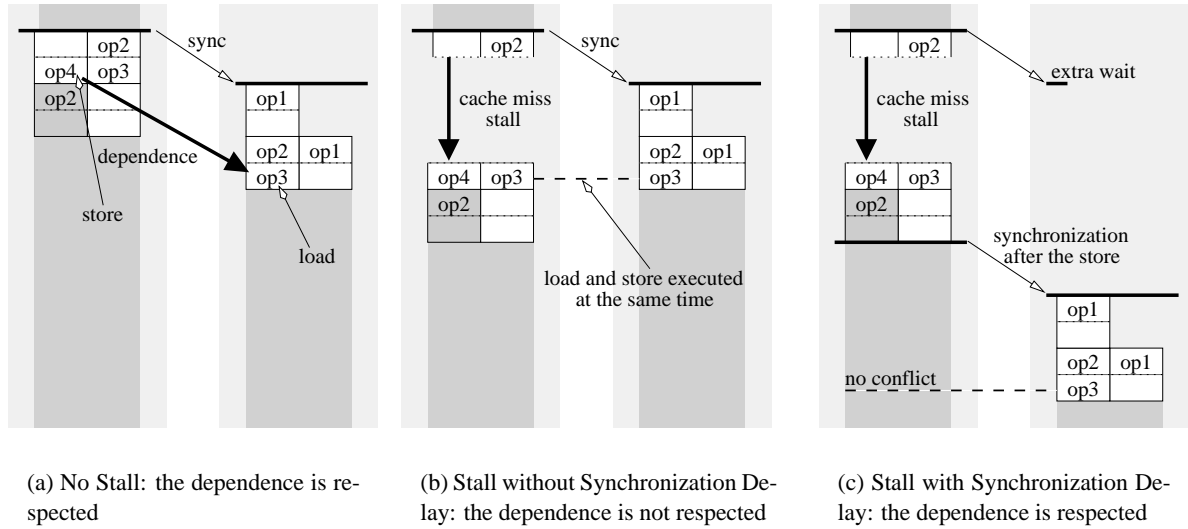 op2
op4 op3
op2
sync
op1
op2 op1
op3
dependence
store
load
(a) No Stall: the dependence is re-
spected
op2
sync
cache miss
stall
op1
op2 op1
op4 op3
op3
op2
load and store executed
at the same time
(b) Stall without Synchronization De-
lay: the dependence is not respected
op2
extra wait
cache miss
stall
op4 op3
op2
synchronization
after the store
op1
op2 op1
no conflict
op3
(c) Stall with Synchronization De-
lay: the dependence is respected